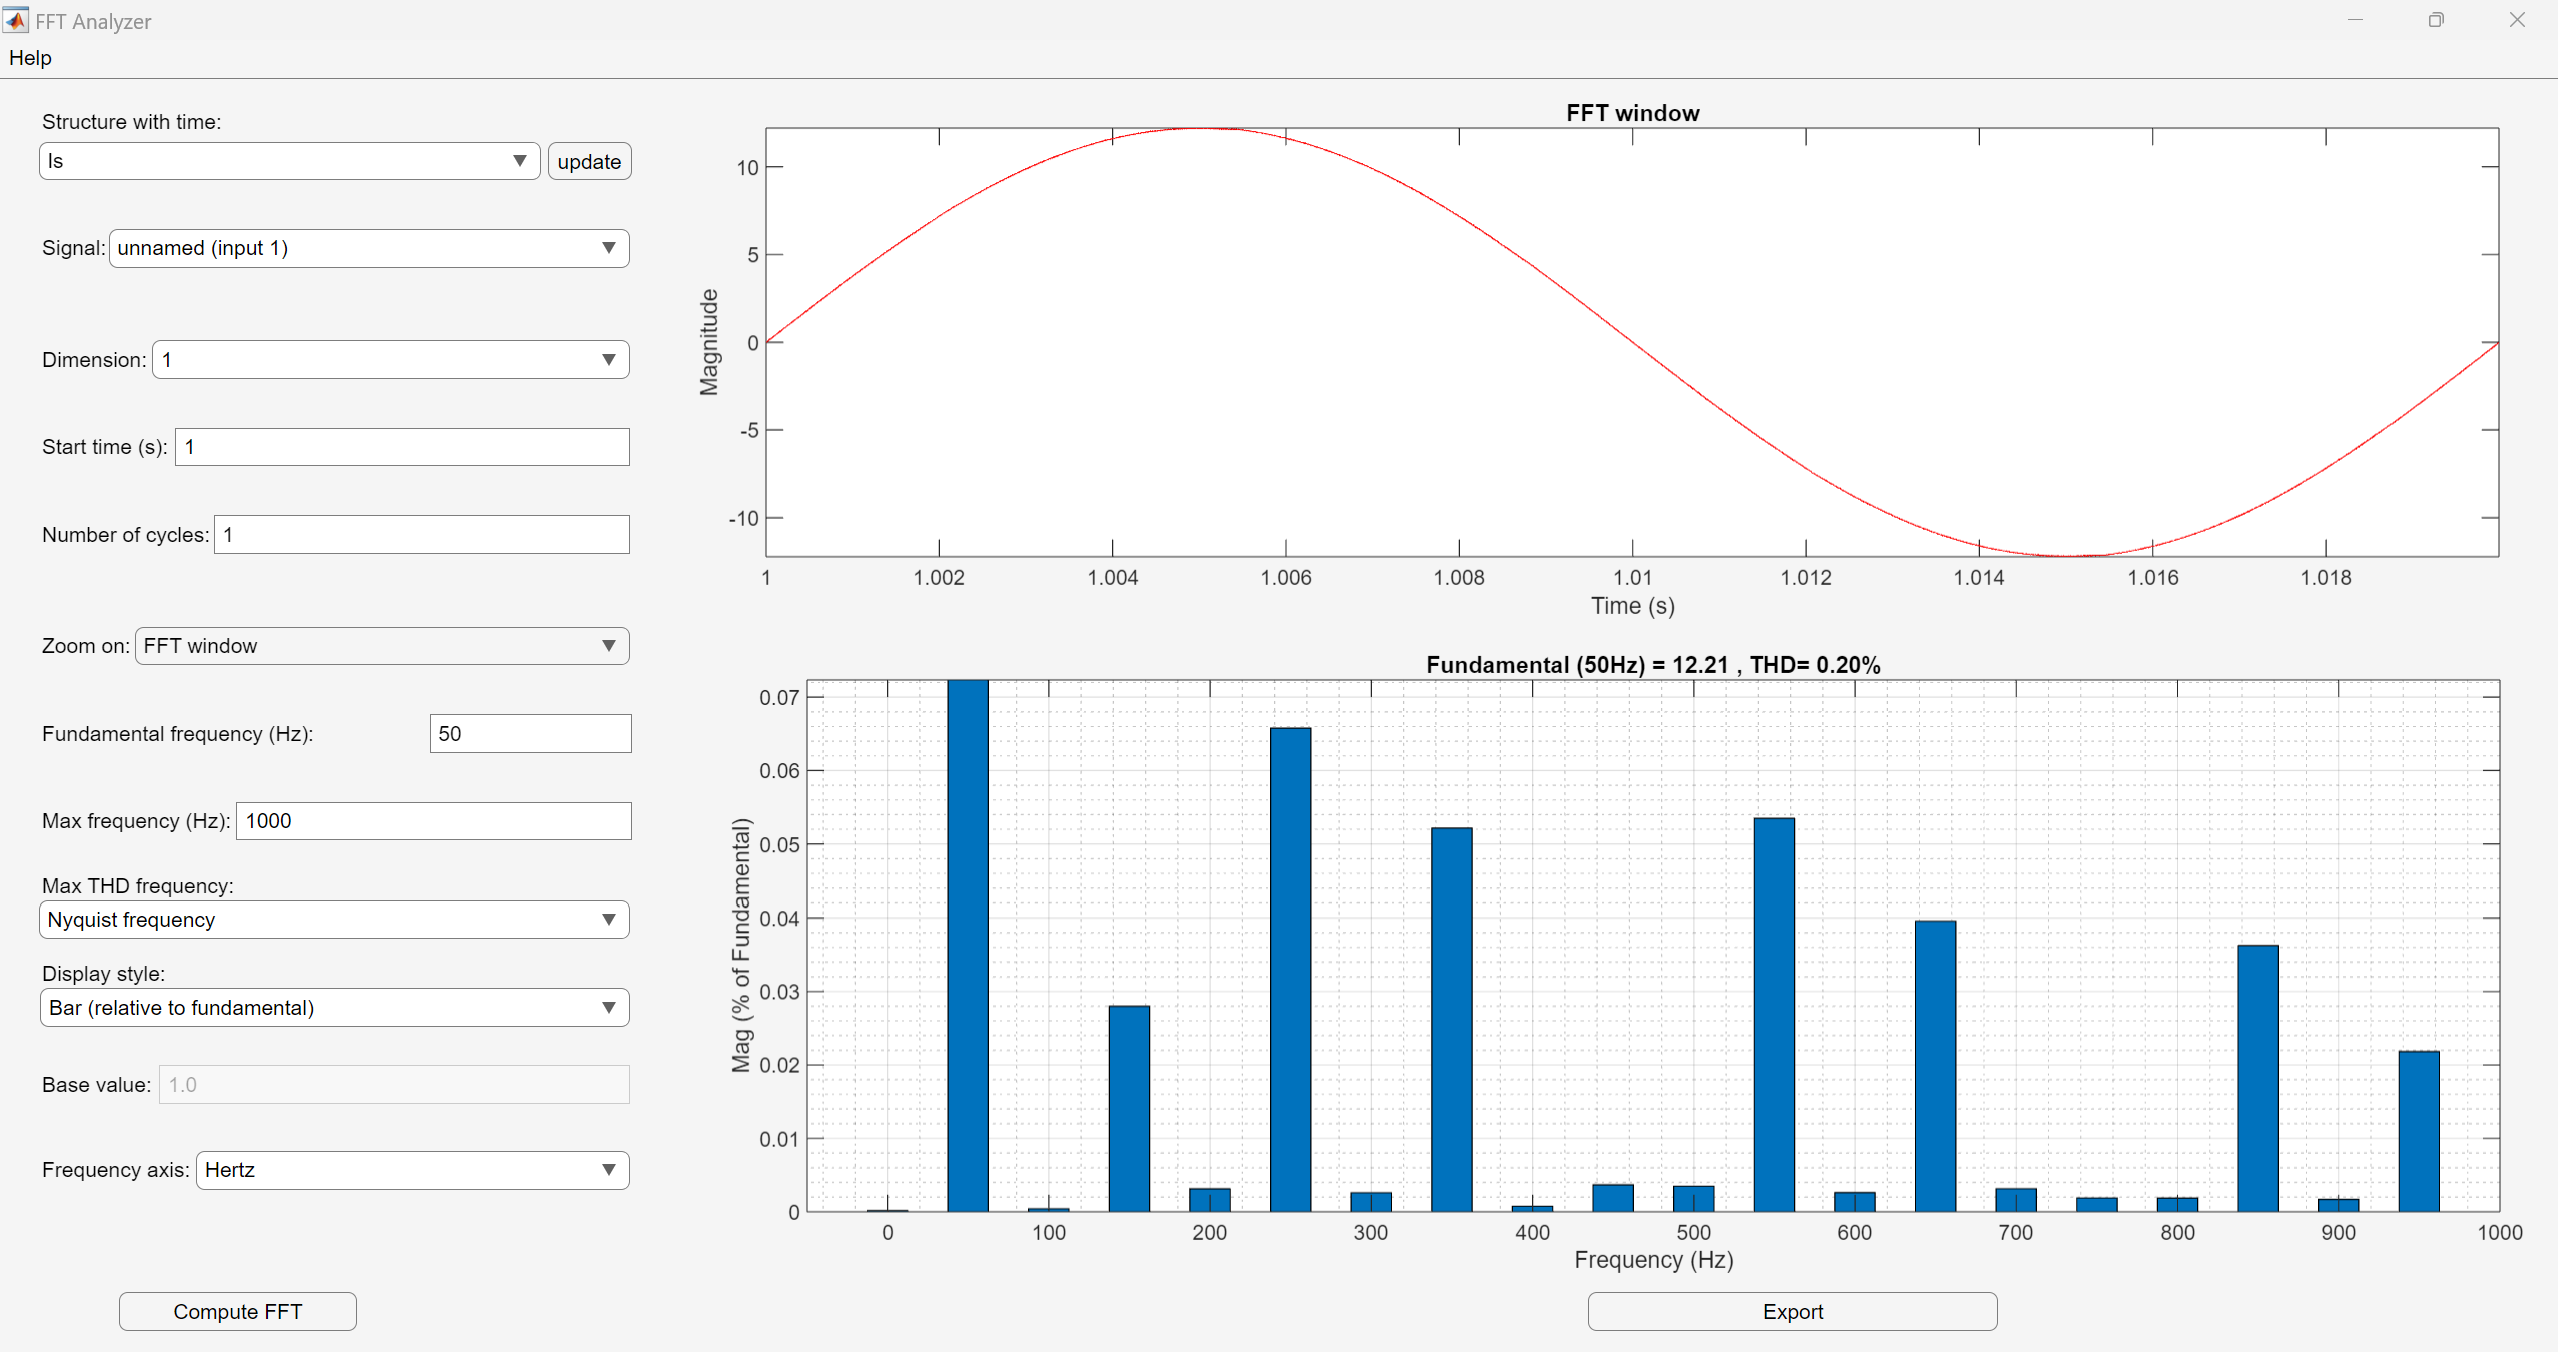 FFT Analyzer
Help
Structure with time:
Is
update
Signal: unnamed (input 1)
Dimension: 1
Start time (s): 1
Number of cycles: 1
Zoom on: FFT window
Fundamental frequency (Hz): 50
Max frequency (Hz): 1000
Max THD frequency:
Nyquist frequency
Display style:
Bar (relative to fundamental)
Base value: 1.0
Frequency axis: Hertz
Compute FFT
FFT window
Magnitude
10
5
0
-5
-10
1 1.002 1.004 1.006 1.008 1.01 1.012 1.014 1.016 1.018
Time (s)
Fundamental (50Hz) = 12.21 , THD= 0.20%
Mag (% of Fundamental)
0.07
0.06
0.05
0.04
0.03
0.02
0.01
0
0 100 200 300 400 500 600 700 800 900 1000
Frequency (Hz)
Export